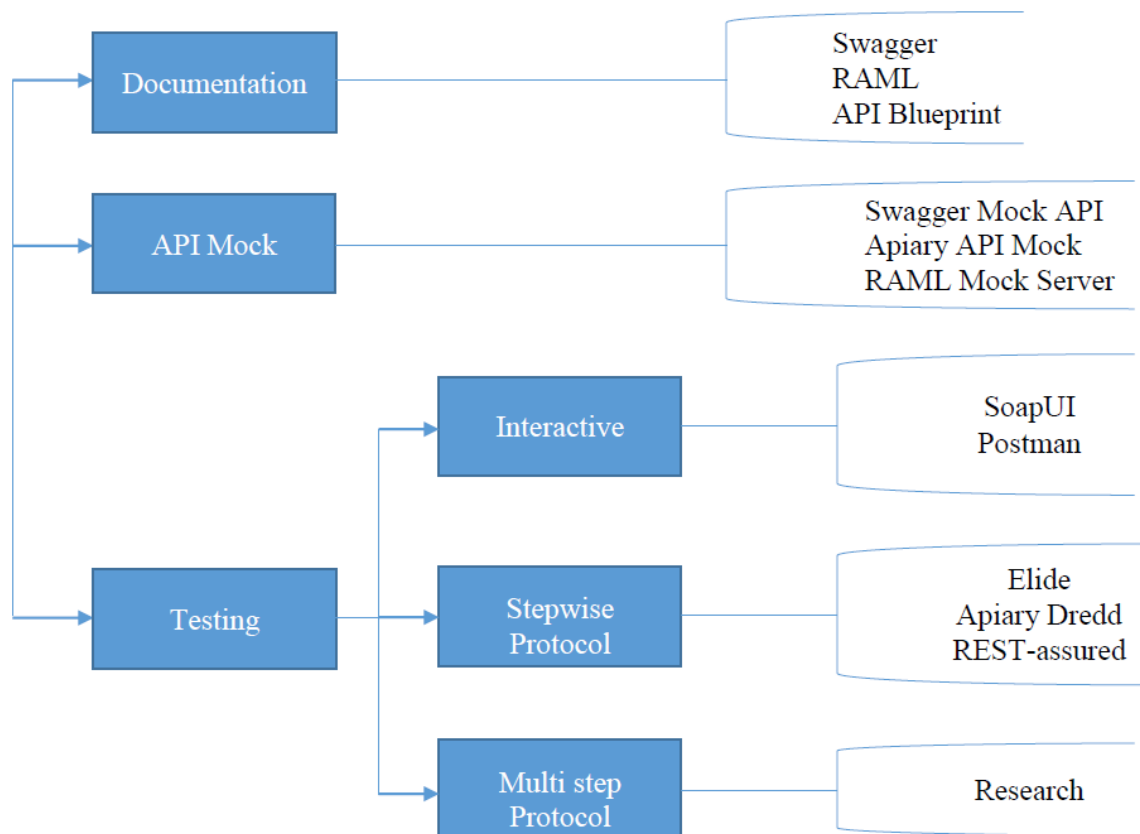 Documentation
Swagger
RAML
API Blueprint
API Mock
Swagger Mock API
Apiary API Mock
RAML Mock Server
Testing
Interactive
SoapUI
Postman
Stepwise
Protocol
Elide
Apiary Dredd
REST-assured
Multi step
Protocol
Research